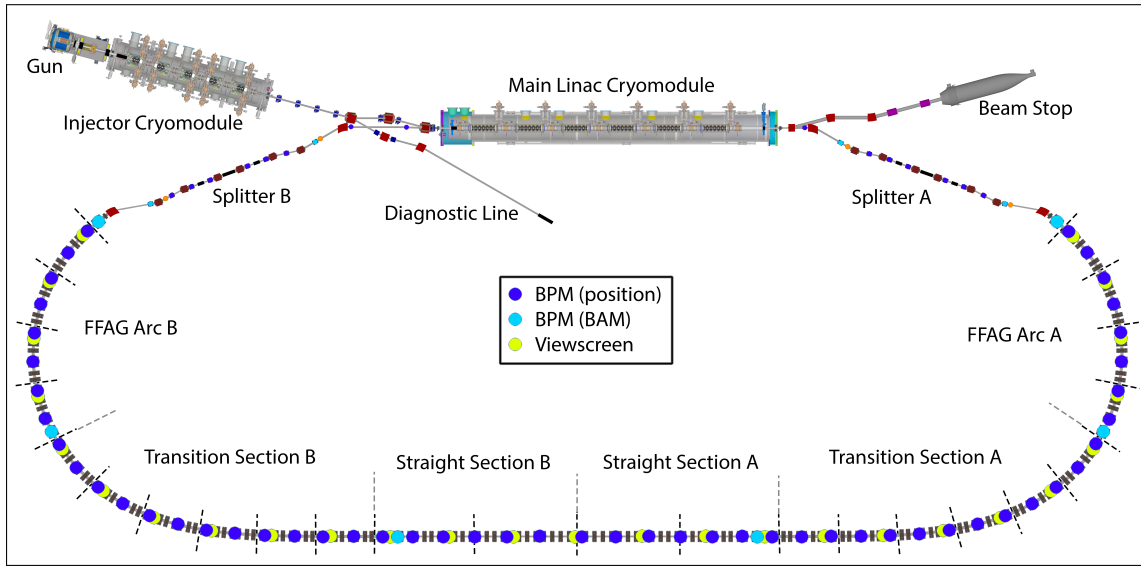 Gun
Injector Cryomodule
Main Linac Cryomodule
Beam Stop
Splitter B
Diagnostic Line
Splitter A
BPM (position)
BPM (BAM)
Viewscreen
FFAG Arc B
FFAG Arc A
Transition Section B
Straight Section B
Straight Section A
Transition Section A